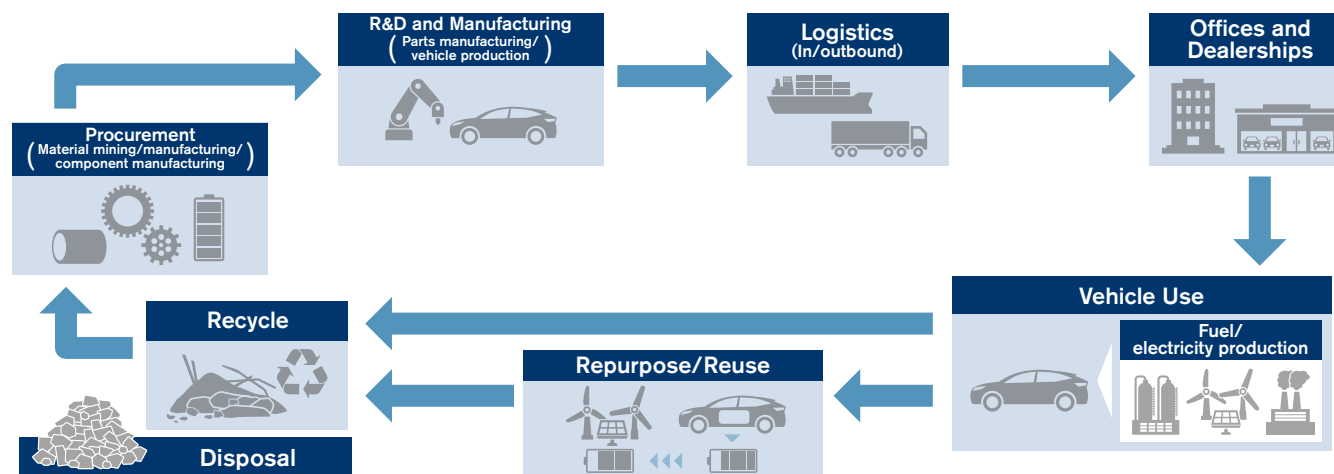 R&D and Manufacturing
(Parts manufacturing/
vehicle production)
Logistics
(In/outbound)
Offices and
Dealerships
Procurement
(Material mining/manufacturing/
component manufacturing)
Vehicle Use
Fuel/
electricity production
Recycle
Repurpose/Reuse
Disposal